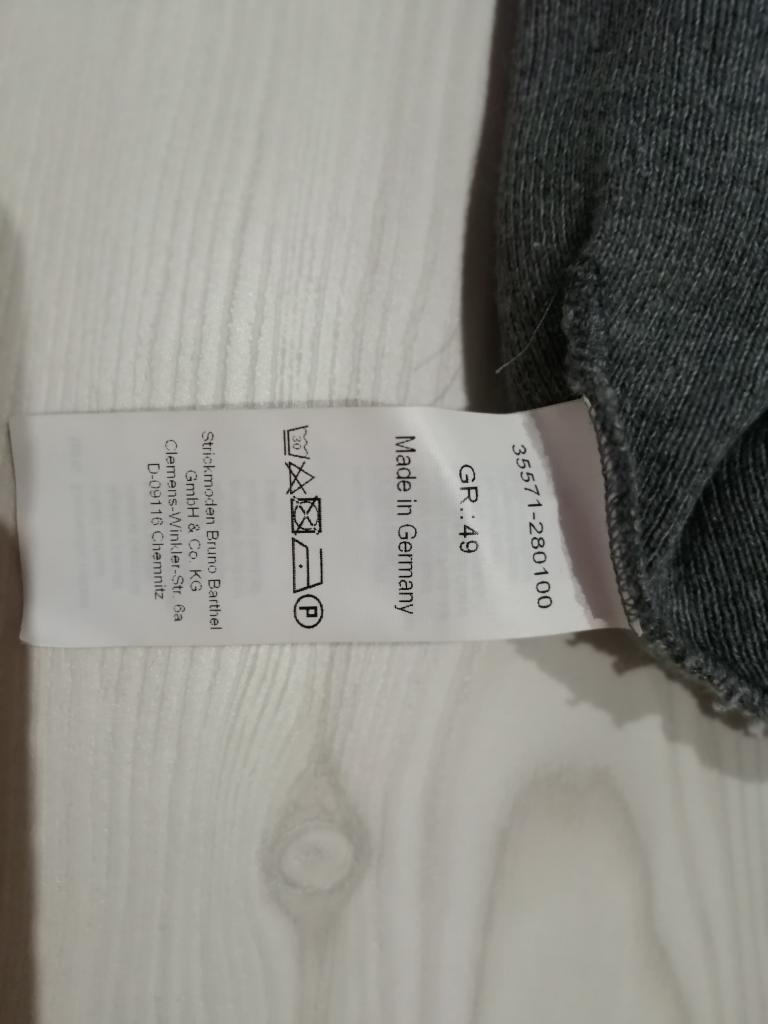 35571-280100
GR.: 49
Made in Germany
30 P
Strickmoden Bruno Barthel
GmbH & Co. KG
Clemens-Winkler-Str. 6a
D-09116 Chemnitz